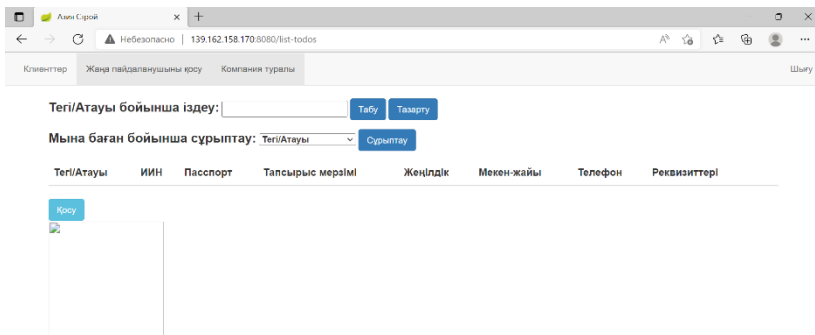 Азия Строй
Небезопасно 139.162.158.170:8080/list-todos
Клиенттер Жаңа пайдаланушыны қосу Компания туралы Шығу
Тегі/Атауы бойынша іздеу: Табу Тазарту
Мына баған бойынша сұрыптау: Тегі/Атауы Сұрыптау
Тегі/Атауы ИИН Пасспорт Тапсырыс мерзімі Жеңілдік Мекен-жайы Телефон Реквизиттері
Қосу